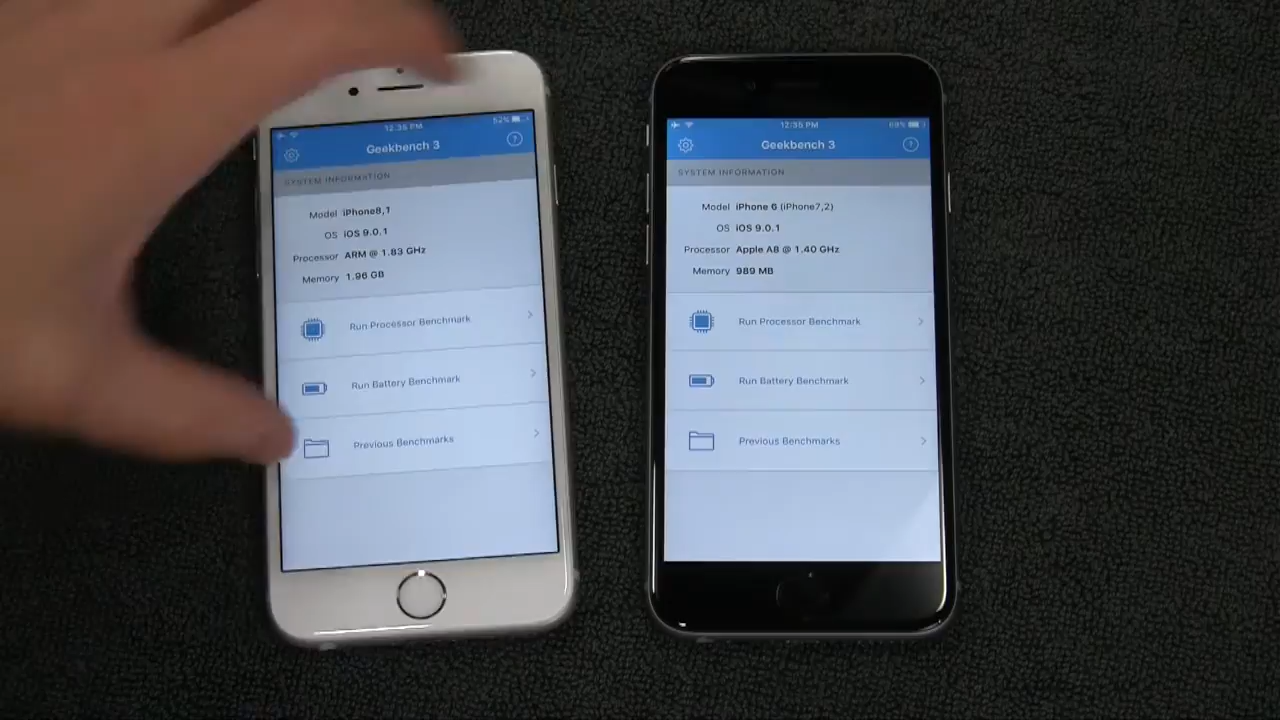 12:35 PM
52%
Geekbench 3
?
SYSTEM INFORMATION
Model iPhone8,1
OS iOS 9.0.1
Processor ARM @ 1.83 GHz
Memory 1.96 GB
Run Processor Benchmark
Run Battery Benchmark
Previous Benchmarks
12:35 PM
69%
Geekbench 3
?
SYSTEM INFORMATION
Model iPhone 6 (iPhone7,2)
OS iOS 9.0.1
Processor Apple A8 @ 1.40 GHz
Memory 989 MB
Run Processor Benchmark
Run Battery Benchmark
Previous Benchmarks